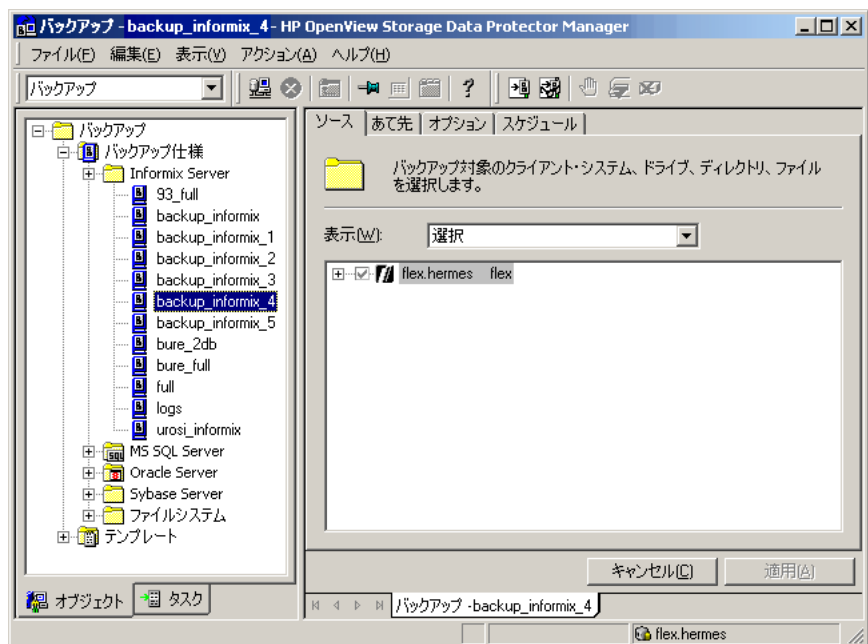 バックアップ - backup_informix_4 - HP OpenView Storage Data Protector Manager
ファイル(F) 編集(E) 表示(V) アクション(A) ヘルプ(H)
バックアップ
バックアップ
バックアップ仕様
Informix Server
93_full
backup_informix
backup_informix_1
backup_informix_2
backup_informix_3
backup_informix_4
backup_informix_5
bure_2db
bure_full
full
logs
urosi_informix
MS SQL Server
Oracle Server
Sybase Server
ファイルシステム
テンプレート
オブジェクト タスク
ソース あて先 オプション スケジュール
バックアップ対象のクライアント・システム、ドライブ、ディレクトリ、ファイル
を選択します。
表示(W): 選択
flex.hermes flex
キャンセル(C) 適用(A)
バックアップ -backup_informix_4
flex.hermes